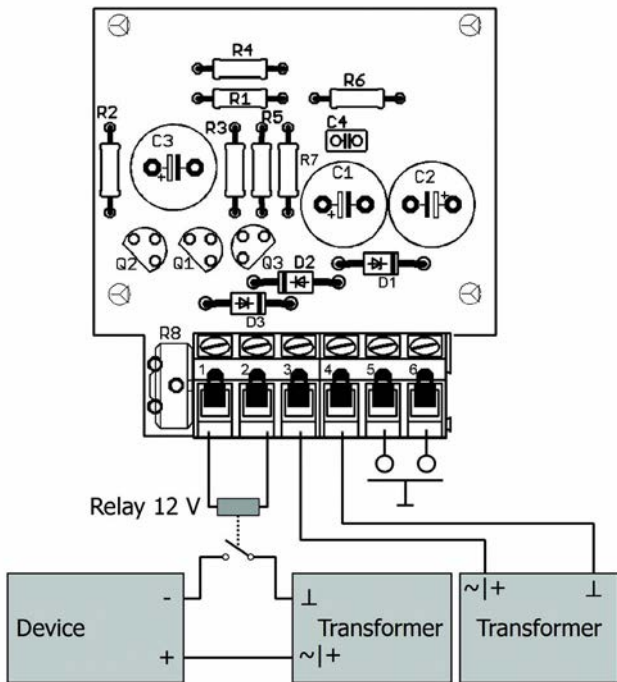 R4
R1
R6
R2
C3
R3
R5
R7
C4
C1
C2
Q2
Q1
Q3
D2
D1
D3
R8
1 2 3 4 5 6
Relay 12 V
Device
-
+
⊥
~|+
Transformer
~|+
⊥
Transformer